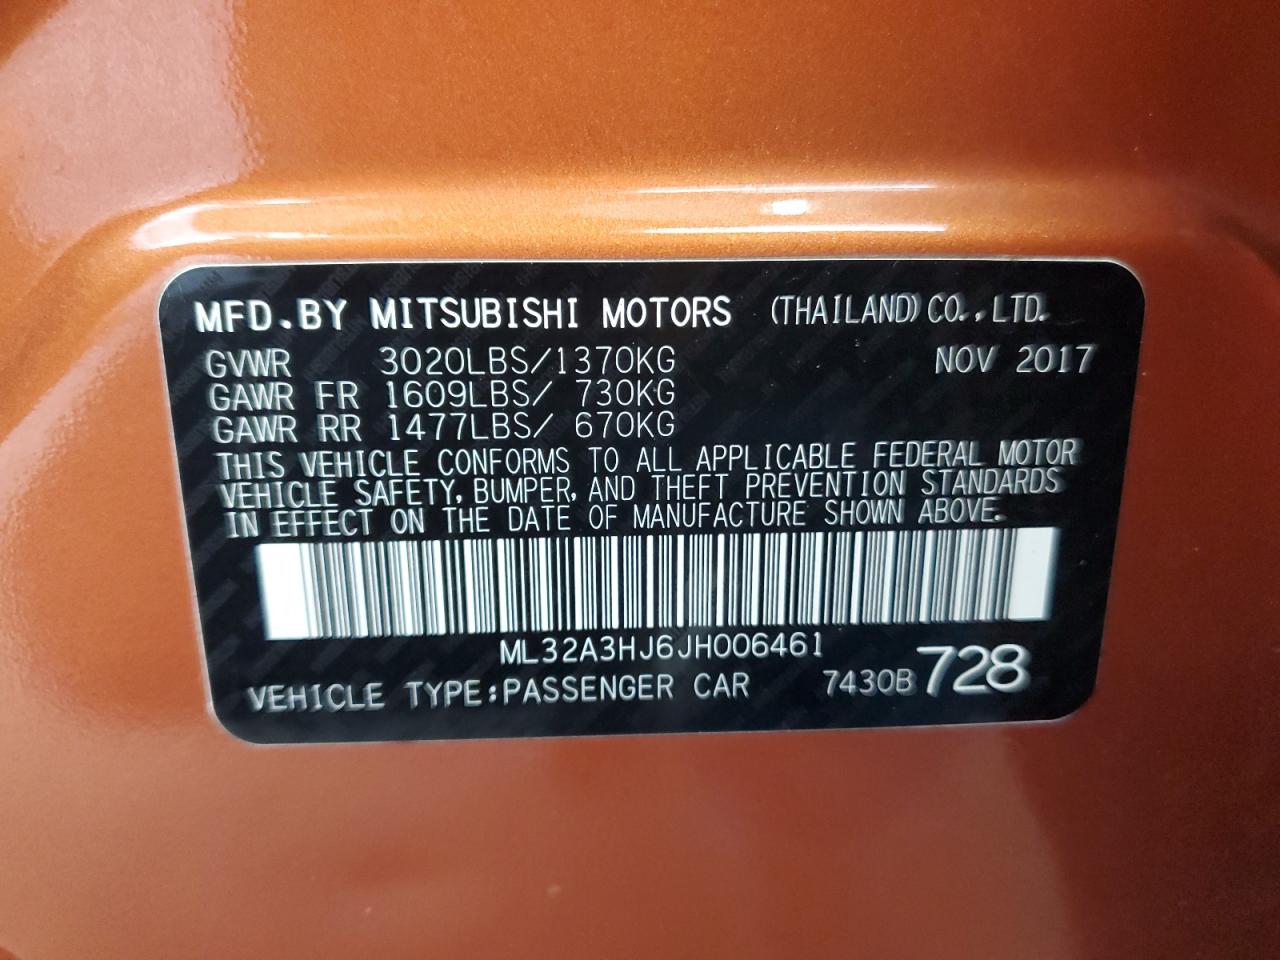 MFD.BY MITSUBISHI MOTORS (THAILAND) CO., LTD.
GVWR 3020LBS/1370KG NOV 2017
GAWR FR 1609LBS/ 730KG
GAWR RR 1477LBS/ 670KG
THIS VEHICLE CONFORMS TO ALL APPLICABLE FEDERAL MOTOR
VEHICLE SAFETY, BUMPER, AND THEFT PREVENTION STANDARDS
IN EFFECT ON THE DATE OF MANUFACTURE SHOWN ABOVE.
ML32A3HJ6JH006461
VEHICLE TYPE:PASSENGER CAR 7430B728